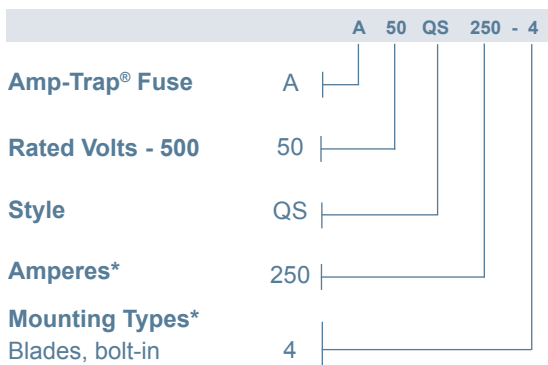 A 50 QS 250 - 4
Amp-Trap® Fuse A
Rated Volts - 500 50
Style QS
Amperes* 250
Mounting Types*
Blades, bolt-in 4